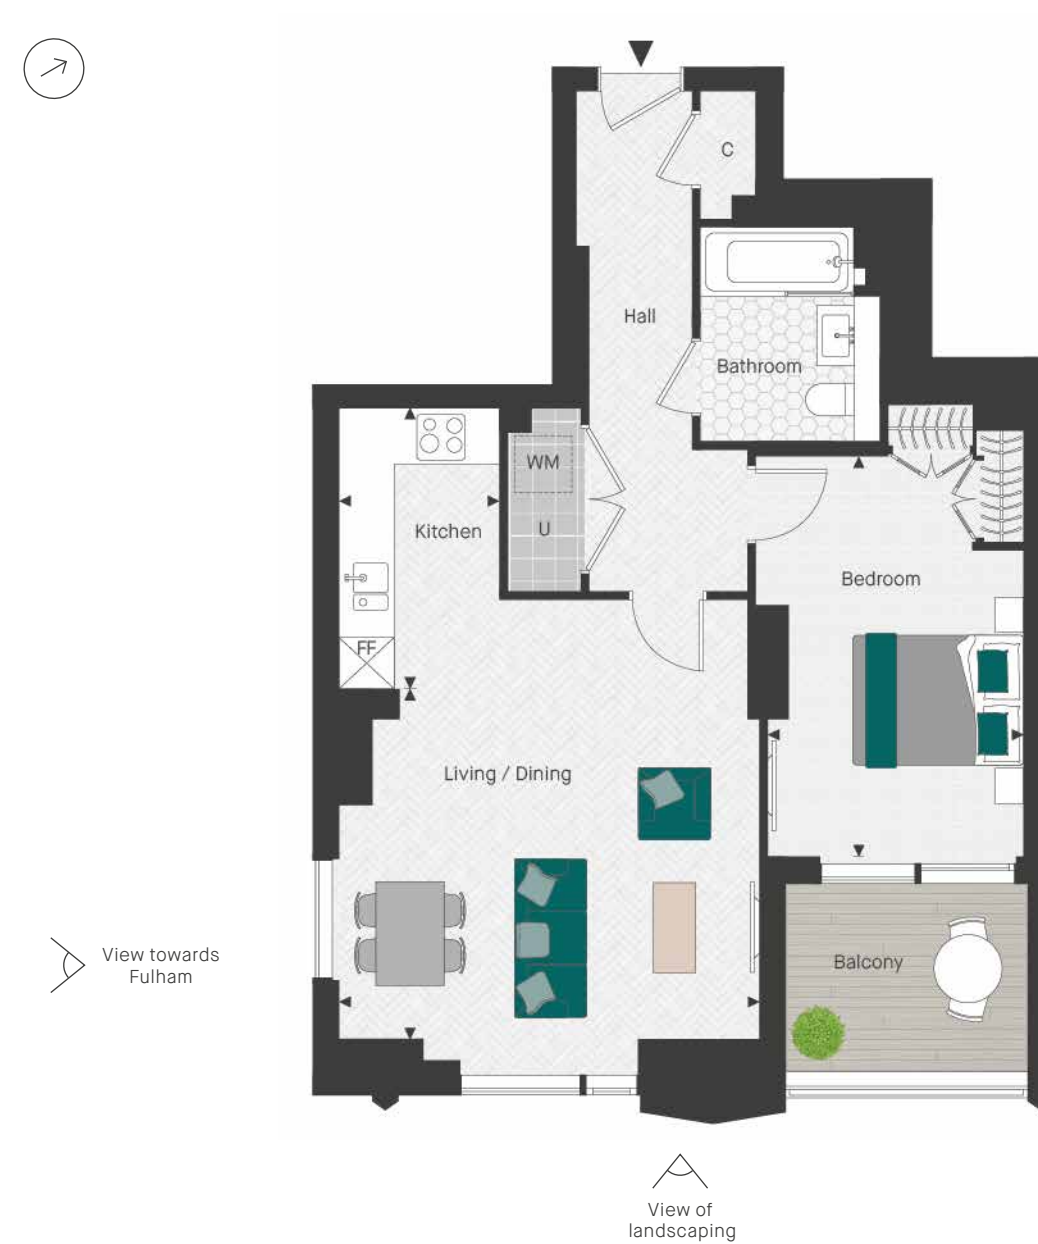 C
Hall
Bathroom
WM
Kitchen
U
Bedroom
FF
Living / Dining
View towards
Fulham
Balcony
View of
landscaping